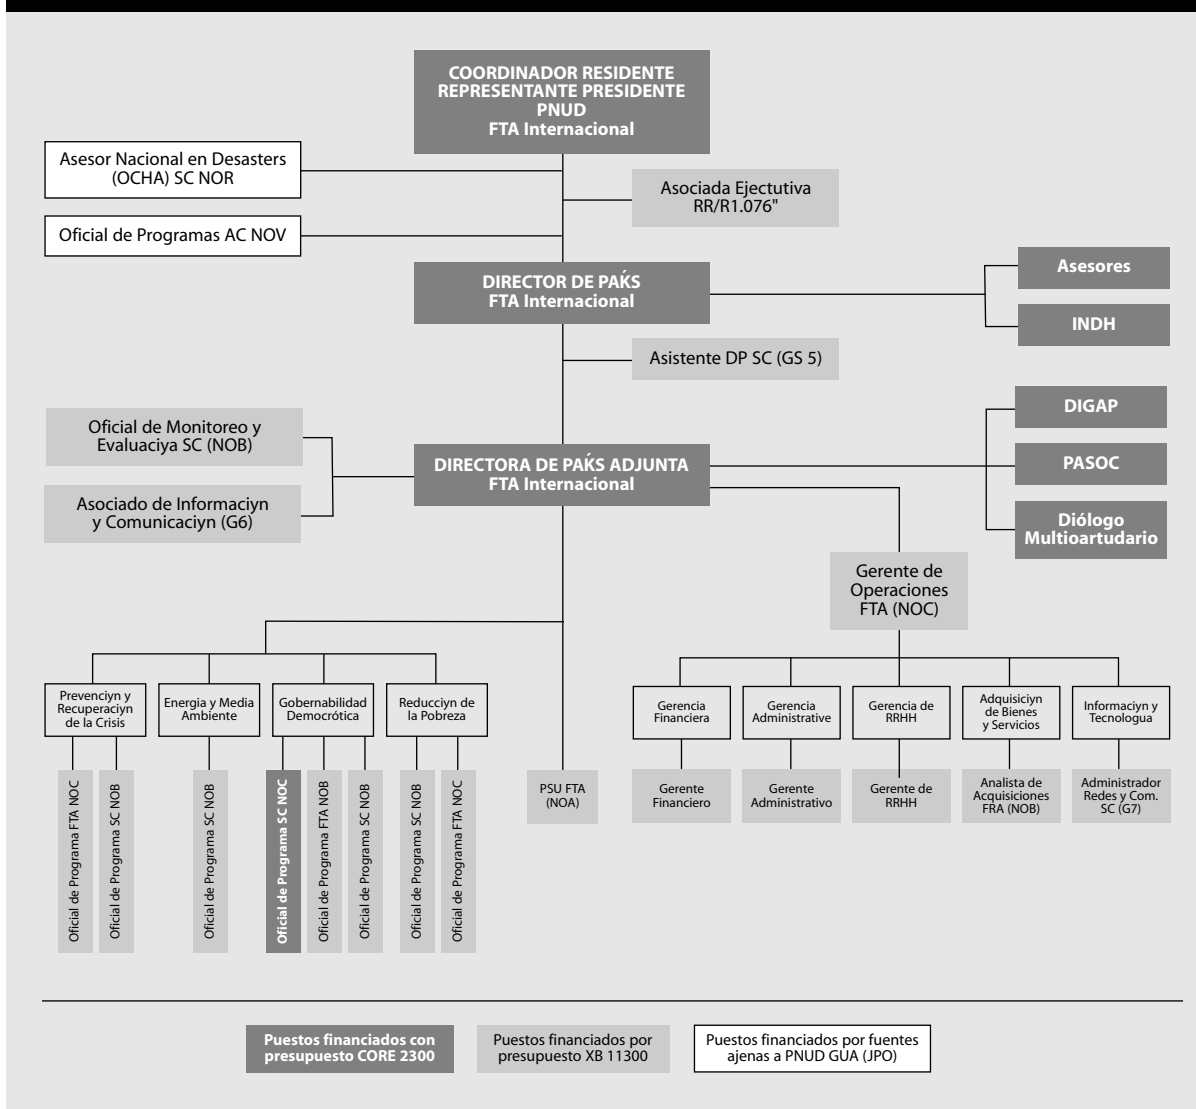 COORDINADOR RESIDENTE
REPRESENTANTE PRESIDENTE
PNUD
FTA Internacional
Asesor Nacional en Desasters
(OCHA) SC NOR
Asociada Ejectutiva
RR/R1.076"
Oficial de Programas AC NOV
DIRECTOR DE PAḰS
FTA Internacional
Asesores
INDH
Asistente DP SC (GS 5)
Oficial de Monitoreo y
Evaluaciya SC (NOB)
Asociado de Informaciyn
y Comunicaciyn (G6)
DIRECTORA DE PAḰS ADJUNTA
FTA Internacional
DIGAP
PASOC
Diólogo
Multioartudario
Gerente de
Operaciones
FTA (NOC)
Prevenciyn y
Recuperaciyn
de la Crisis
Energia y Media
Ambiente
Gobernabilidad
Democrótica
Reducciyn de
la Pobreza
Gerencia
Financiera
Gerencia
Administrative
Gerencia de
RRHH
Adquisiciyn
de Bienes
y Servicios
Informaciyn y
Tecnologua
Oficial de Programa FTA NOC
Oficial de Programa SC NOB
Oficial de Programa SC NOB
Oficial de Programa SC NOC
Oficial de Programa FTA NOB
Oficial de Programa SC NOB
Oficial de Programa SC NOB
Oficial de Programa FTA NOC
PSU FTA
(NOA)
Gerente
Financiero
Gerente
Administrativo
Gerente de
RRHH
Analista de
Acquisiciones
FRA (NOB)
Administrador
Redes y Com.
SC (G7)
Puestos financiados con
presupuesto CORE 2300
Puestos financiados por
presupuesto XB 11300
Puestos financiados por fuentes
ajenas a PNUD GUA (JPO)